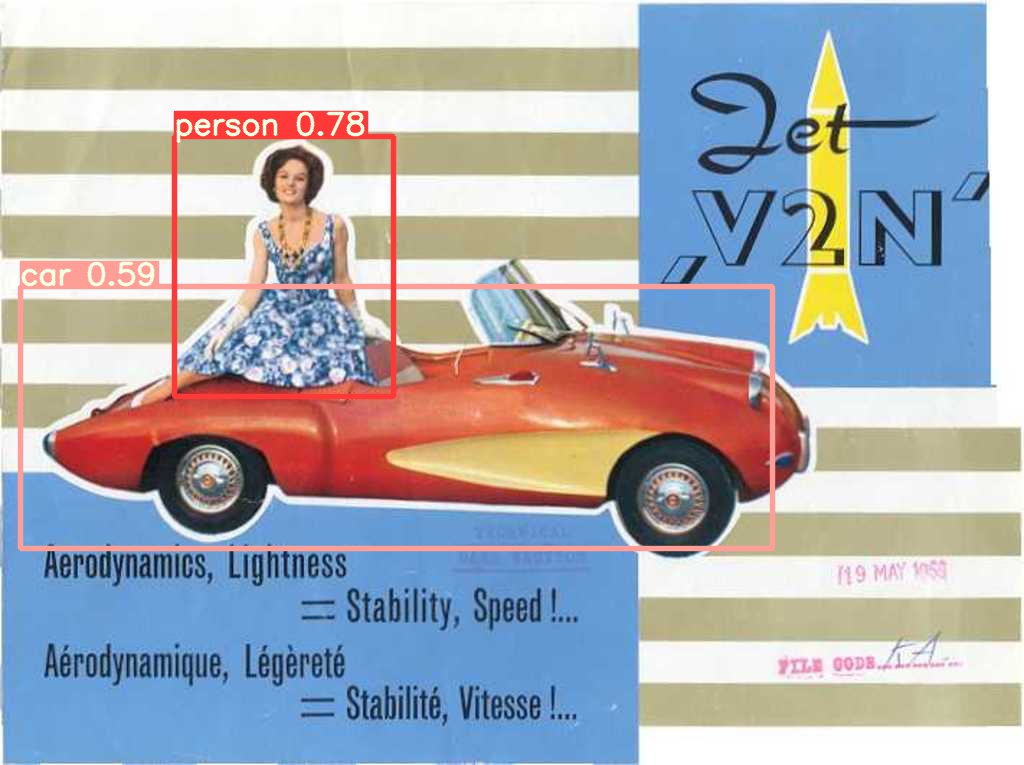 person 0.78
Jet
‚V2N‘
car 0.59
TECHNICAL
Aerodynamics, Lightness
= Stability, Speed !...
Aérodynamique, Légèreté
= Stabilité, Vitesse !...
19 MAY
FILE CODE